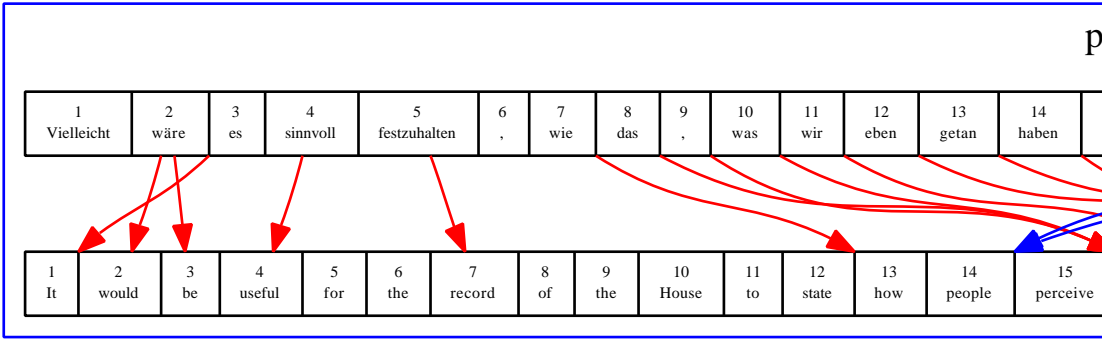 p
1 2 3 4 5 6 7 8 9 10 11 12 13 14
Vielleicht wäre es sinnvoll festzuhalten , wie das , was wir eben getan haben
1 2 3 4 5 6 7 8 9 10 11 12 13 14 15
It would be useful for the record of the House to state how people perceive